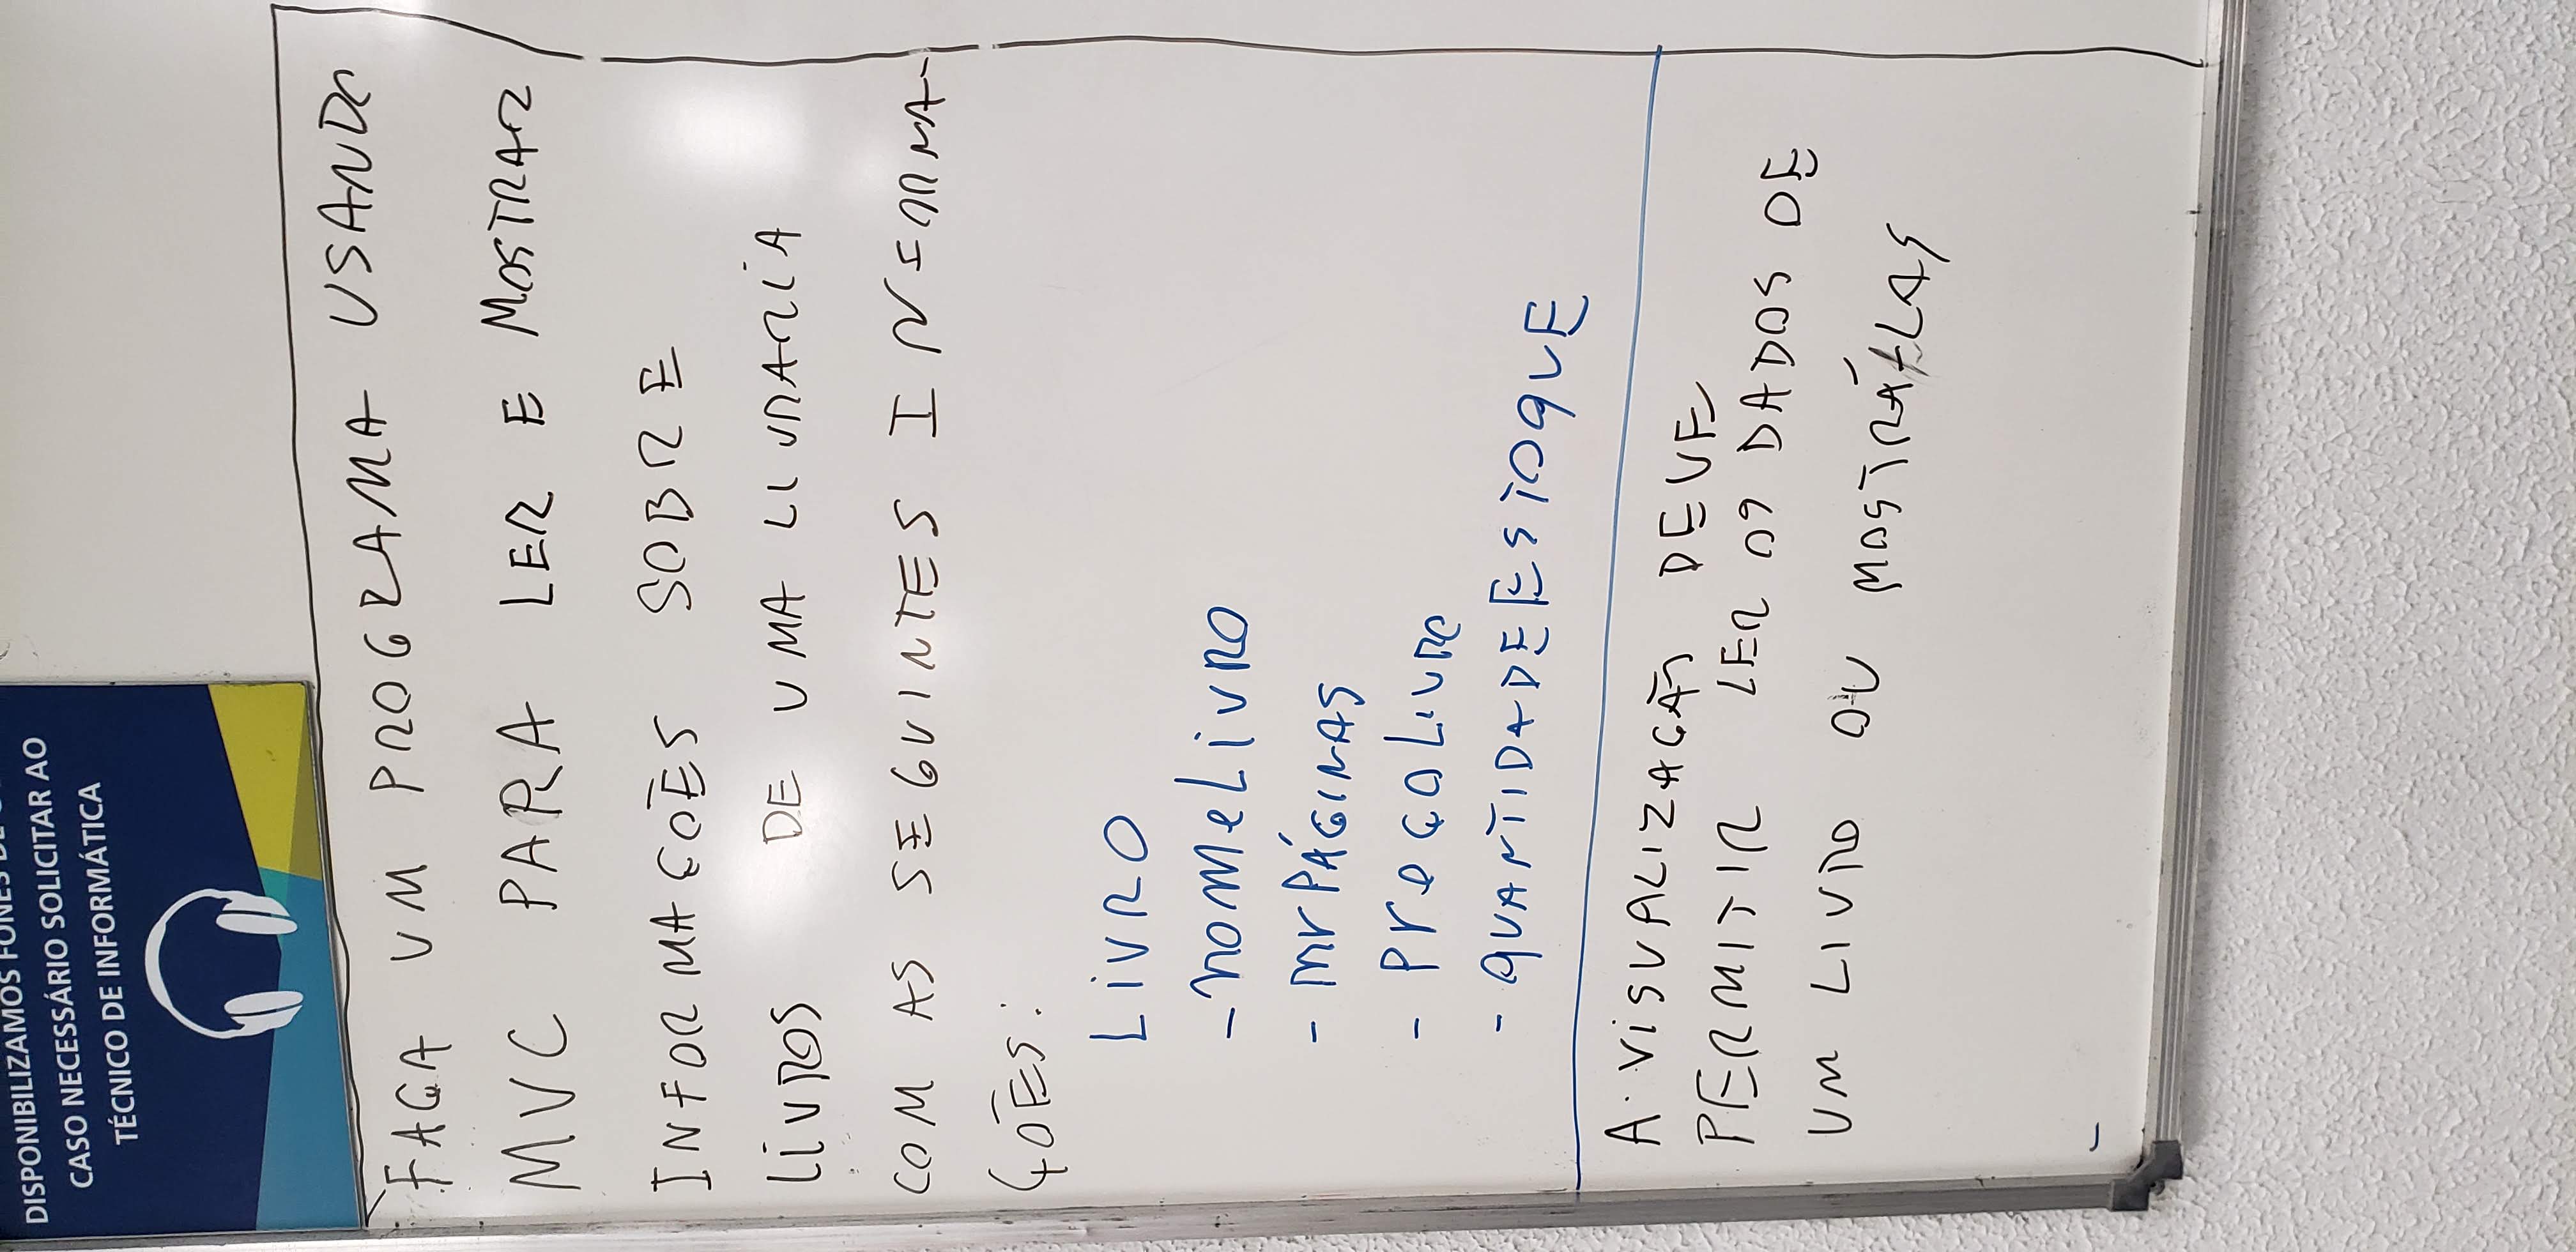 DISPONIBILIZAMOS FONES DE
CASO NECESSÁRIO SOLICITAR AO
TÉCNICO DE INFORMÁTICA
FAÇA UM PROGRAMA USANDO
MVC PARA LER E MOSTRAR
INFORMAÇÕES SOBRE
LIVROS DE UMA LIVRARIA
COM AS SEGUINTES INFORMA-
ÇÕES:
LIVRO
- nomeLivro
- nrPÁGINAS
- PreçoLivro
- QUANTIDADEESTOQUE
A VISUALIZAÇÃO DEVE
PERMITIR LER OS DADOS DE
UM LIVRO OU MOSTRÁ-LAS